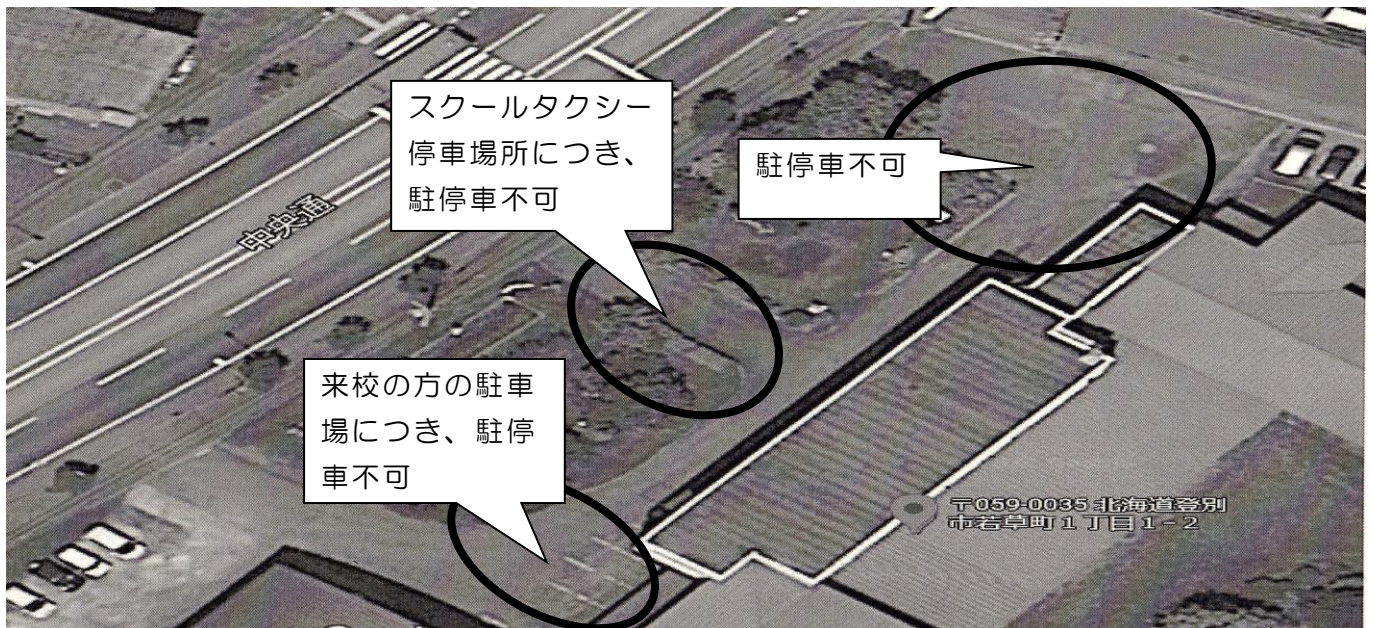 スクールタクシー
停車場所につき、
駐停車不可
駐停車不可
中央通
来校の方の駐車
場につき、駐停
車不可
〒059-0035 北海道登別
市若草町1丁目1-2